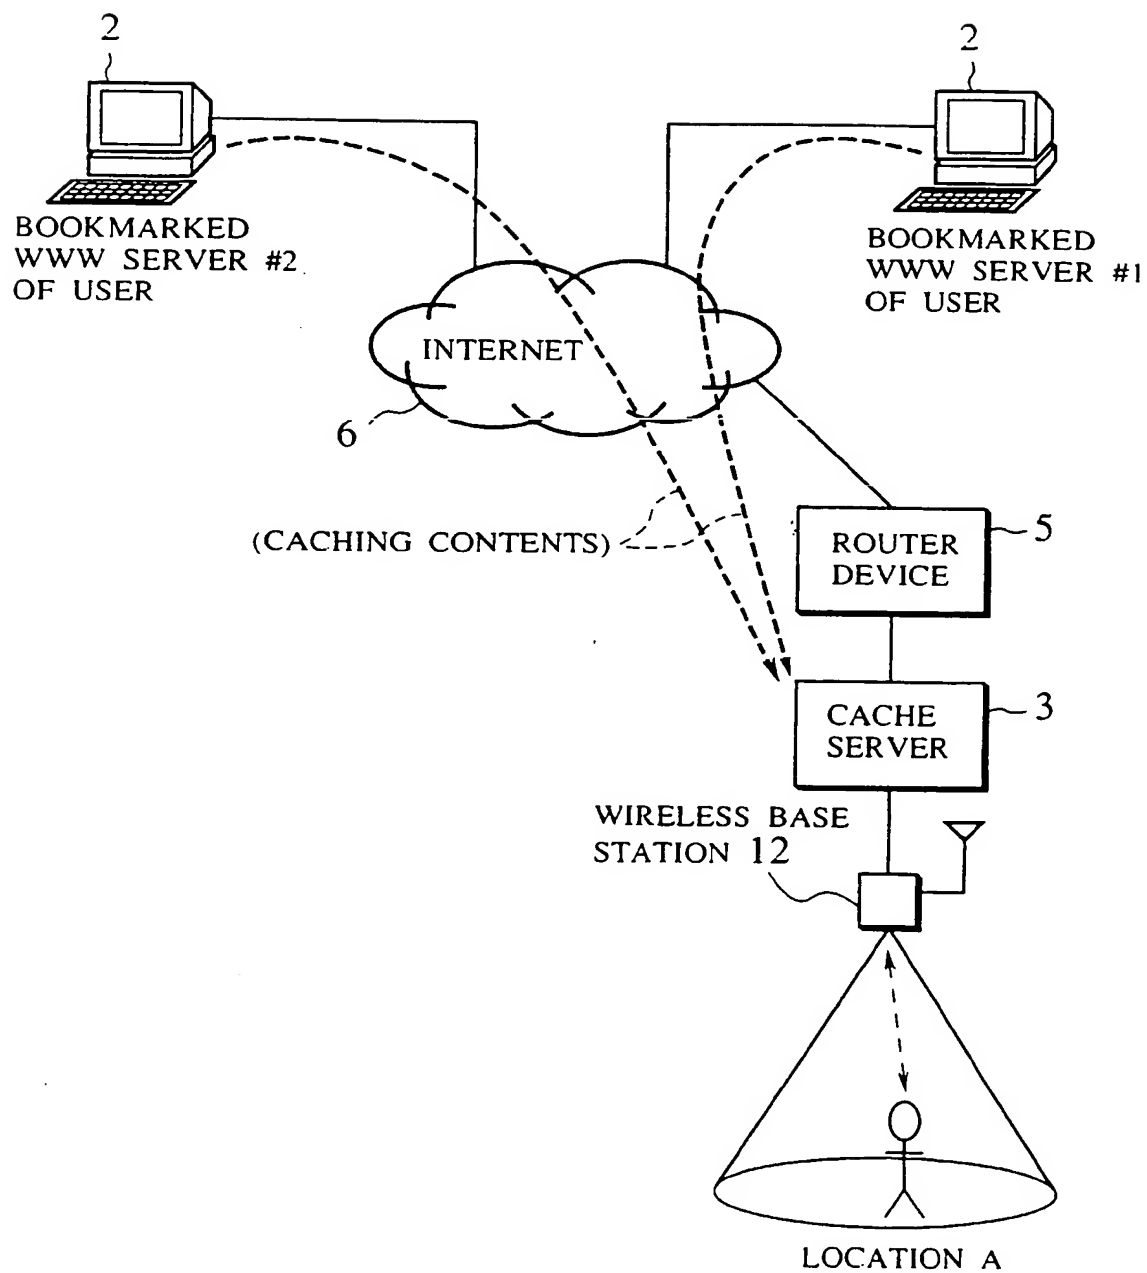 2
2
BOOKMARKED
WWW SERVER #2
OF USER
BOOKMARKED
WWW SERVER #1
OF USER
INTERNET
6
(CACHING CONTENTS)
ROUTER
DEVICE
5
CACHE
SERVER
3
WIRELESS BASE
STATION 12
LOCATION A